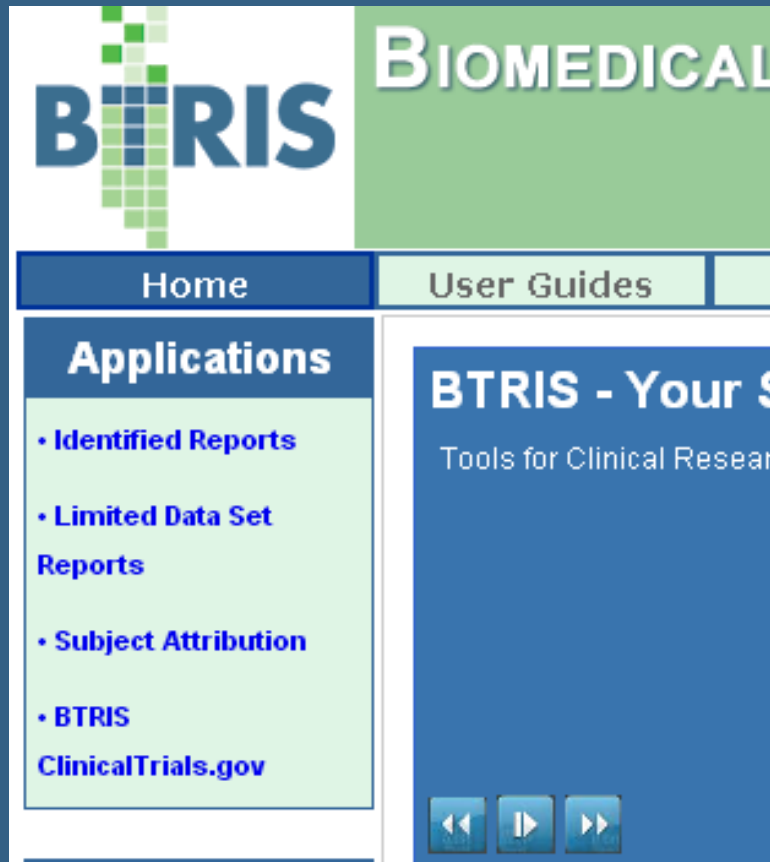 BTRIS
BIOMEDICAL
Home
User Guides
Applications
• Identified Reports
• Limited Data Set
Reports
• Subject Attribution
• BTRIS
ClinicalTrials.gov
BTRIS - Your
Tools for Clinical